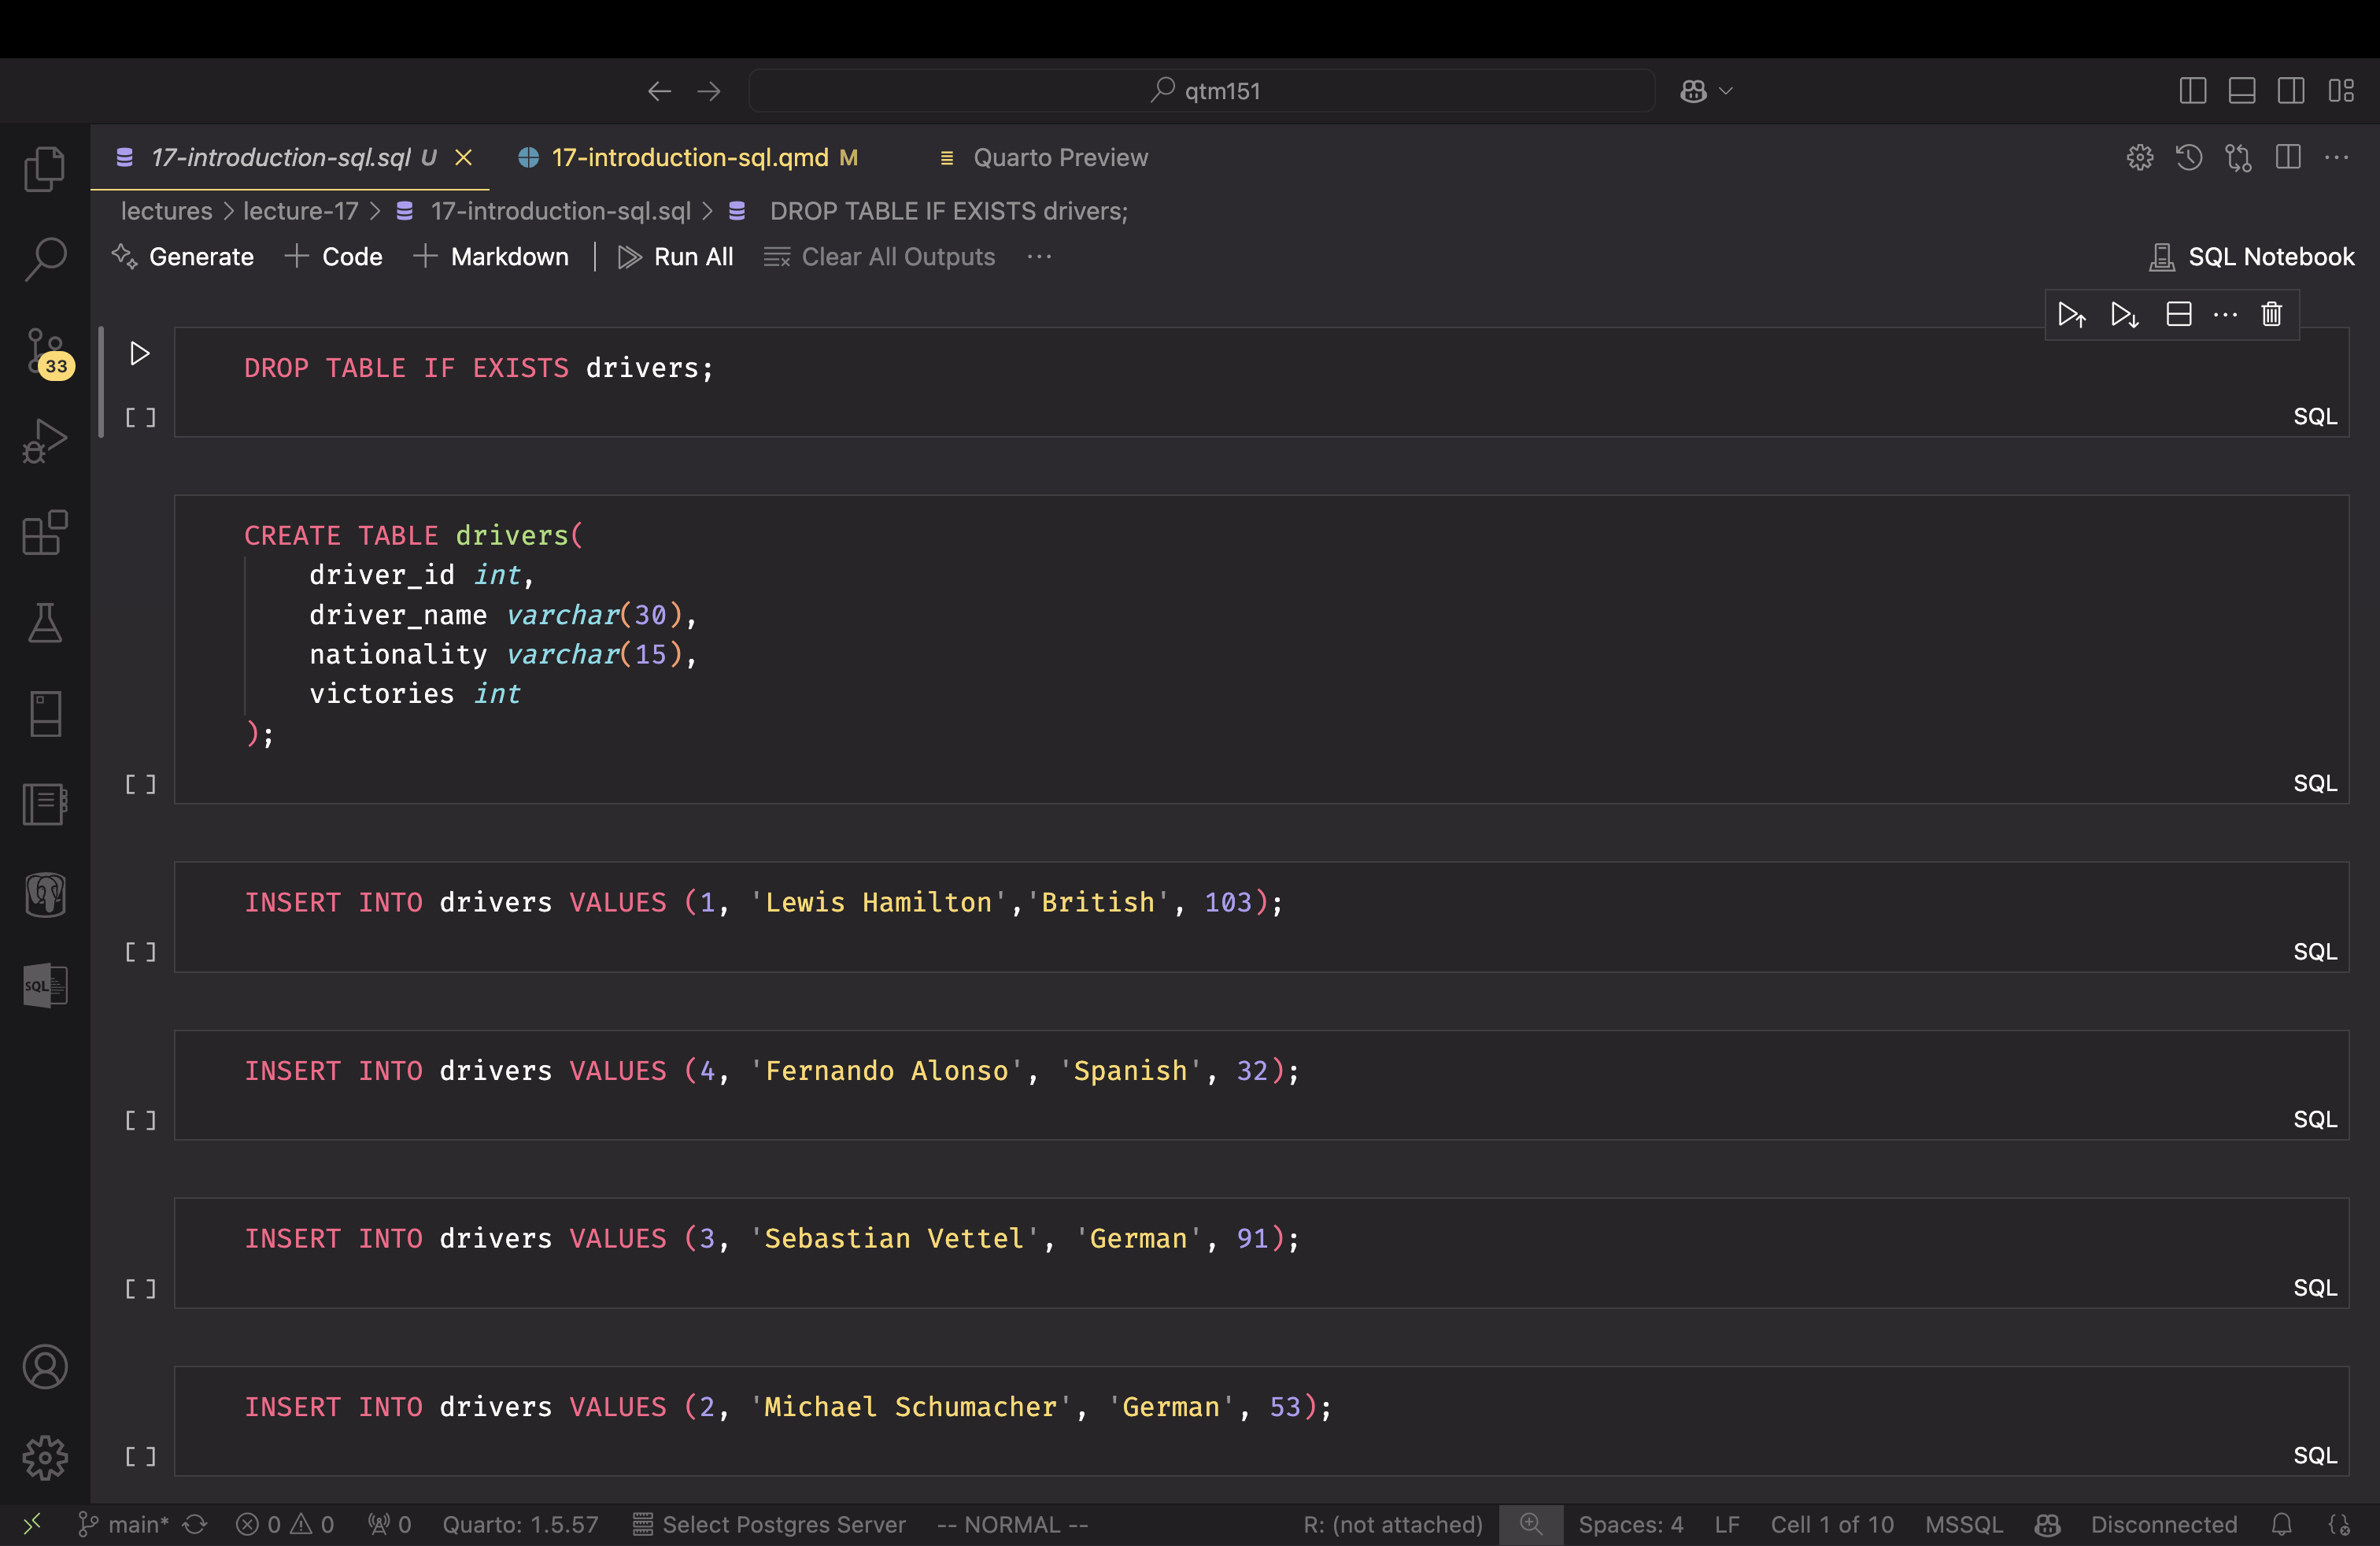 qtm151
17-introduction-sql.sql U
17-introduction-sql.qmd M
Quarto Preview
lectures > lecture-17 > 17-introduction-sql.sql > DROP TABLE IF EXISTS drivers;
Generate + Code + Markdown | Run All Clear All Outputs ···
SQL Notebook
DROP TABLE IF EXISTS drivers;
[ ]
SQL
CREATE TABLE drivers(
driver_id int,
driver_name varchar(30),
nationality varchar(15),
victories int
);
[ ]
SQL
INSERT INTO drivers VALUES (1, 'Lewis Hamilton','British', 103);
[ ]
SQL
INSERT INTO drivers VALUES (4, 'Fernando Alonso', 'Spanish', 32);
[ ]
SQL
INSERT INTO drivers VALUES (3, 'Sebastian Vettel', 'German', 91);
[ ]
SQL
INSERT INTO drivers VALUES (2, 'Michael Schumacher', 'German', 53);
[ ]
SQL
33
SQL
main* 0 0 0 Quarto: 1.5.57 Select Postgres Server -- NORMAL -- R: (not attached) Spaces: 4 LF Cell 1 of 10 MSSQL Disconnected